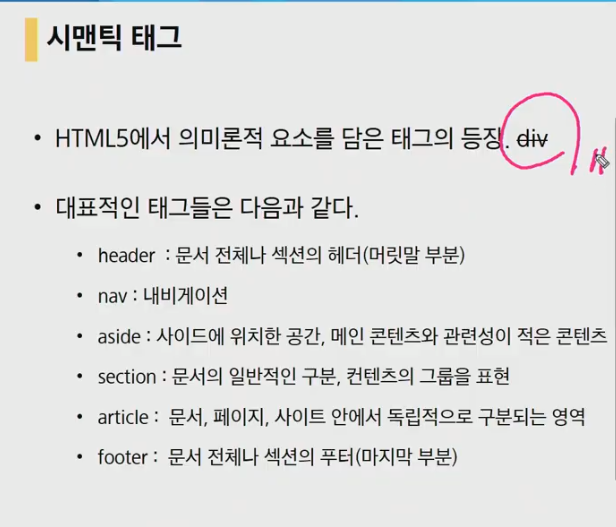 시맨틱 태그
• HTML5에서 의미론적 요소를 담은 태그의 등장. div
• 대표적인 태그들은 다음과 같다.
• header : 문서 전체나 섹션의 헤더(머릿말 부분)
• nav : 내비게이션
• aside : 사이드에 위치한 공간, 메인 콘텐츠와 관련성이 적은 콘텐츠
• section : 문서의 일반적인 구분, 컨텐츠의 그룹을 표현
• article : 문서, 페이지, 사이트 안에서 독립적으로 구분되는 영역
• footer : 문서 전체나 섹션의 푸터(마지막 부분)